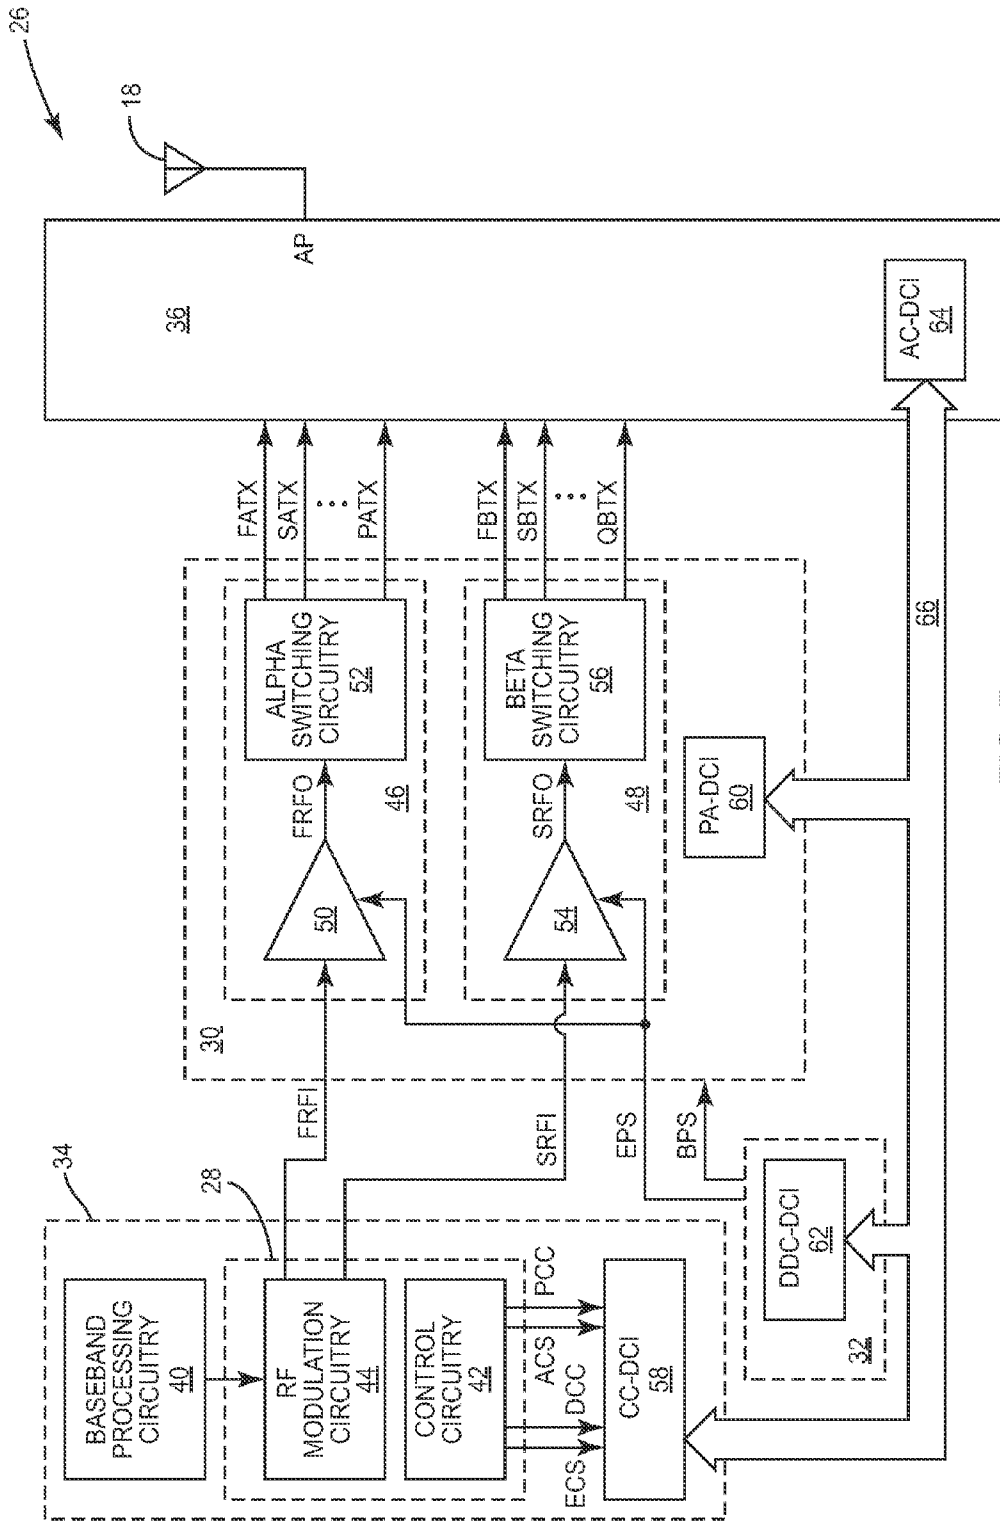 26
18
34
28
BASEBAND
PROCESSING
CIRCUITRY
40
RF
MODULATION
CIRCUITRY
44
CONTROL
CIRCUITRY
42
ECS
DCC
ACS
PCC
CC-DCI
58
FRFI
SRFI
EPS
BPS
DDC-DCI
62
32
30
50
FRFO
ALPHA
SWITCHING
CIRCUITRY
52
46
54
SRFO
BETA
SWITCHING
CIRCUITRY
56
48
PA-DCI
60
FATX
SATX
...
PATX
FBTX
SBTX
...
QBTX
36
AP
AC-DCI
64
66